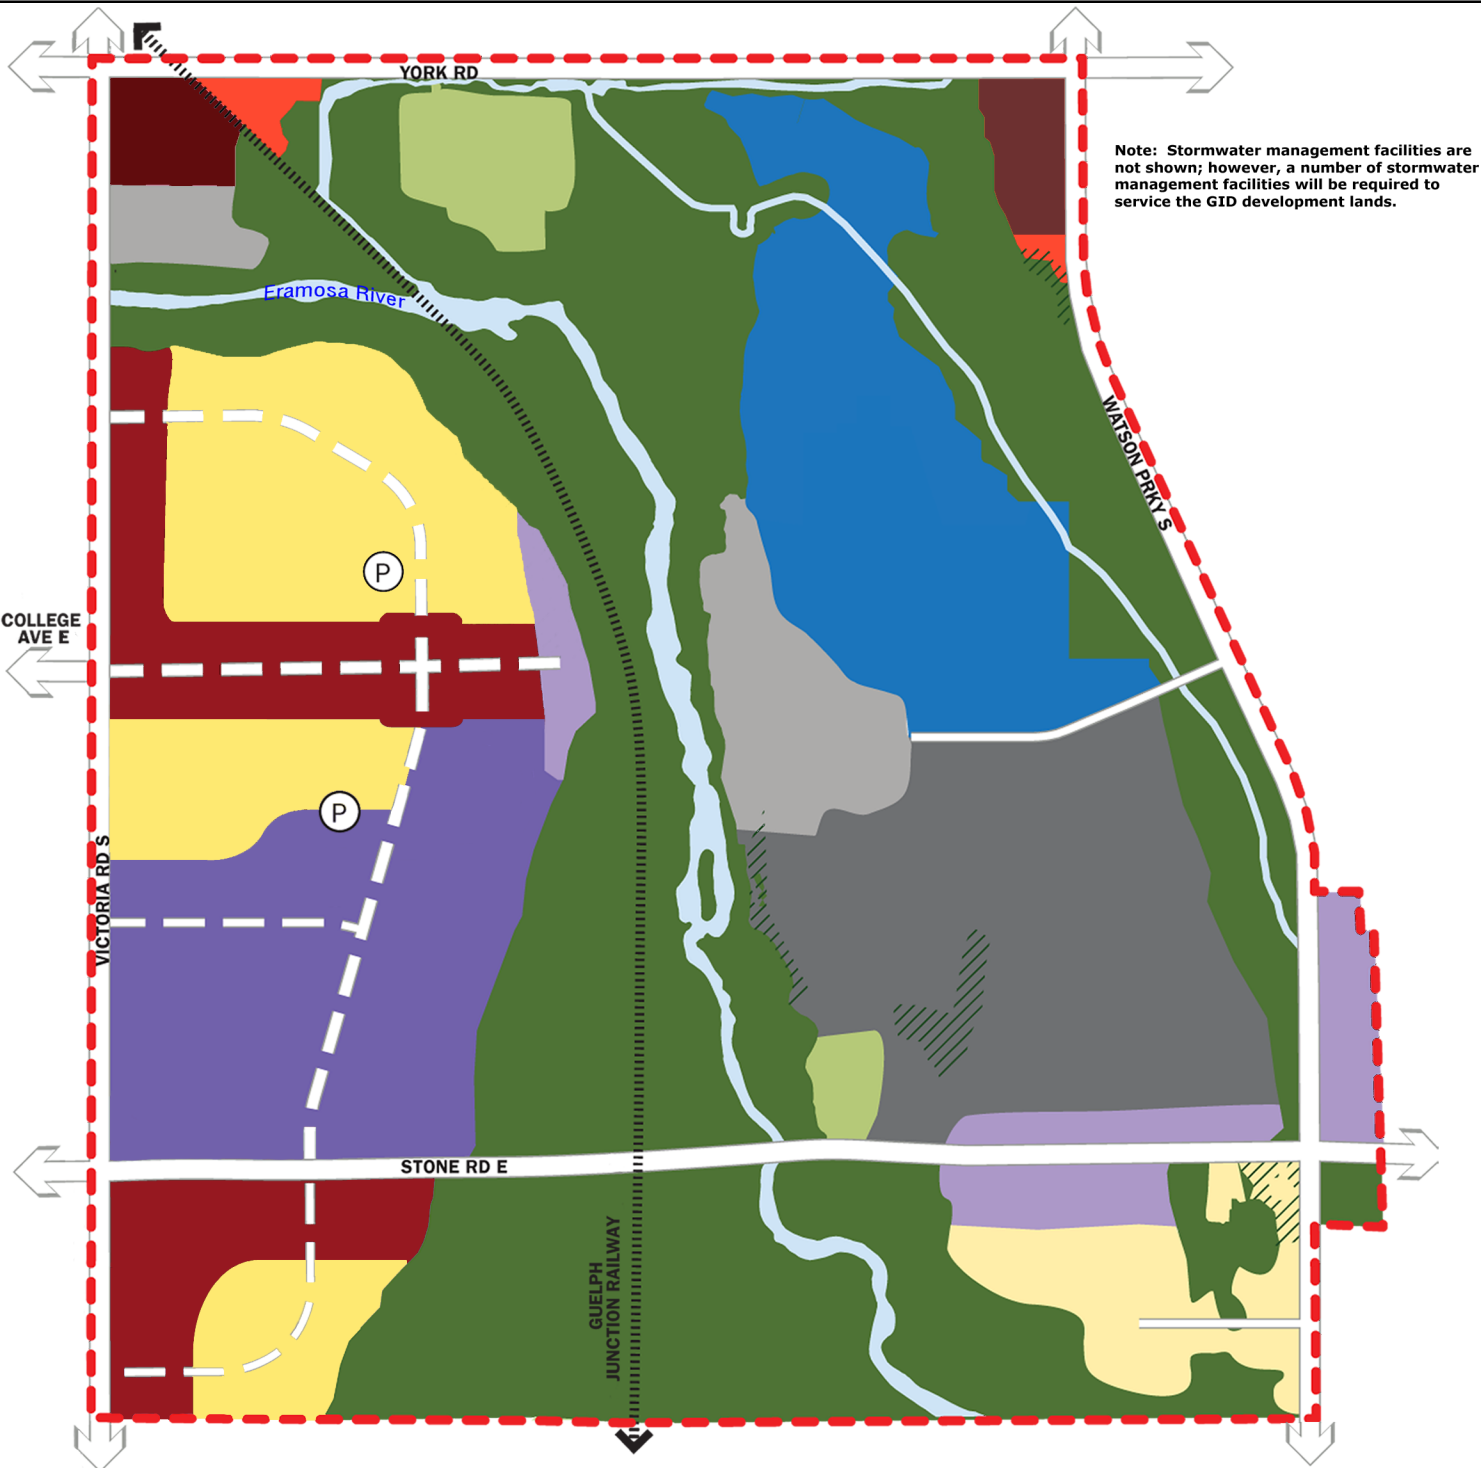 YORK RD
Note:  Stormwater management facilities are
not shown; however, a number of stormwater
management facilities will be required to
service the GID development lands.
Eramosa River
WATSON PRKY S
P
COLLEGE
AVE E
P
VICTORIA RD S
STONE RD E
GUELPH
JUNCTION RAILWAY